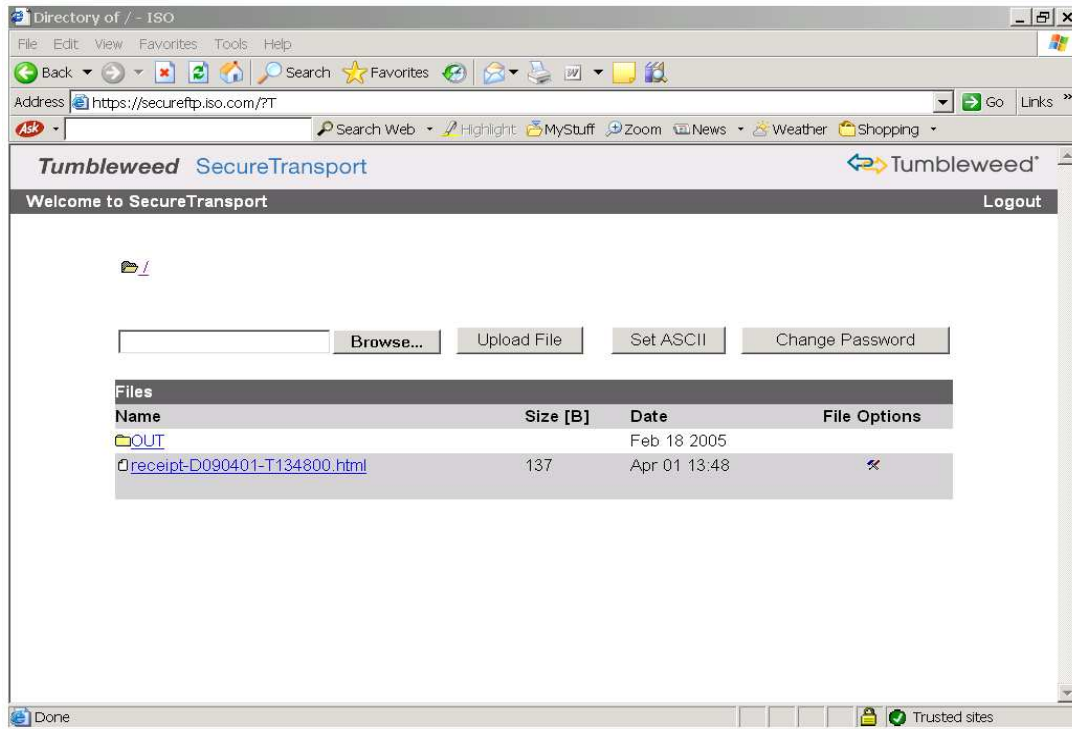 Directory of / - ISO
File Edit View Favorites Tools Help
Back Search Favorites
Address https://secureftp.iso.com/?T Go Links »
Ask Search Web Highlight MyStuff Zoom News Weather Shopping
Tumbleweed SecureTransport Tumbleweed
Welcome to SecureTransport Logout
/
Browse... Upload File Set ASCII Change Password
Files
Name Size [B] Date File Options
OUT Feb 18 2005
receipt-D090401-T134800.html 137 Apr 01 13:48
Done Trusted sites